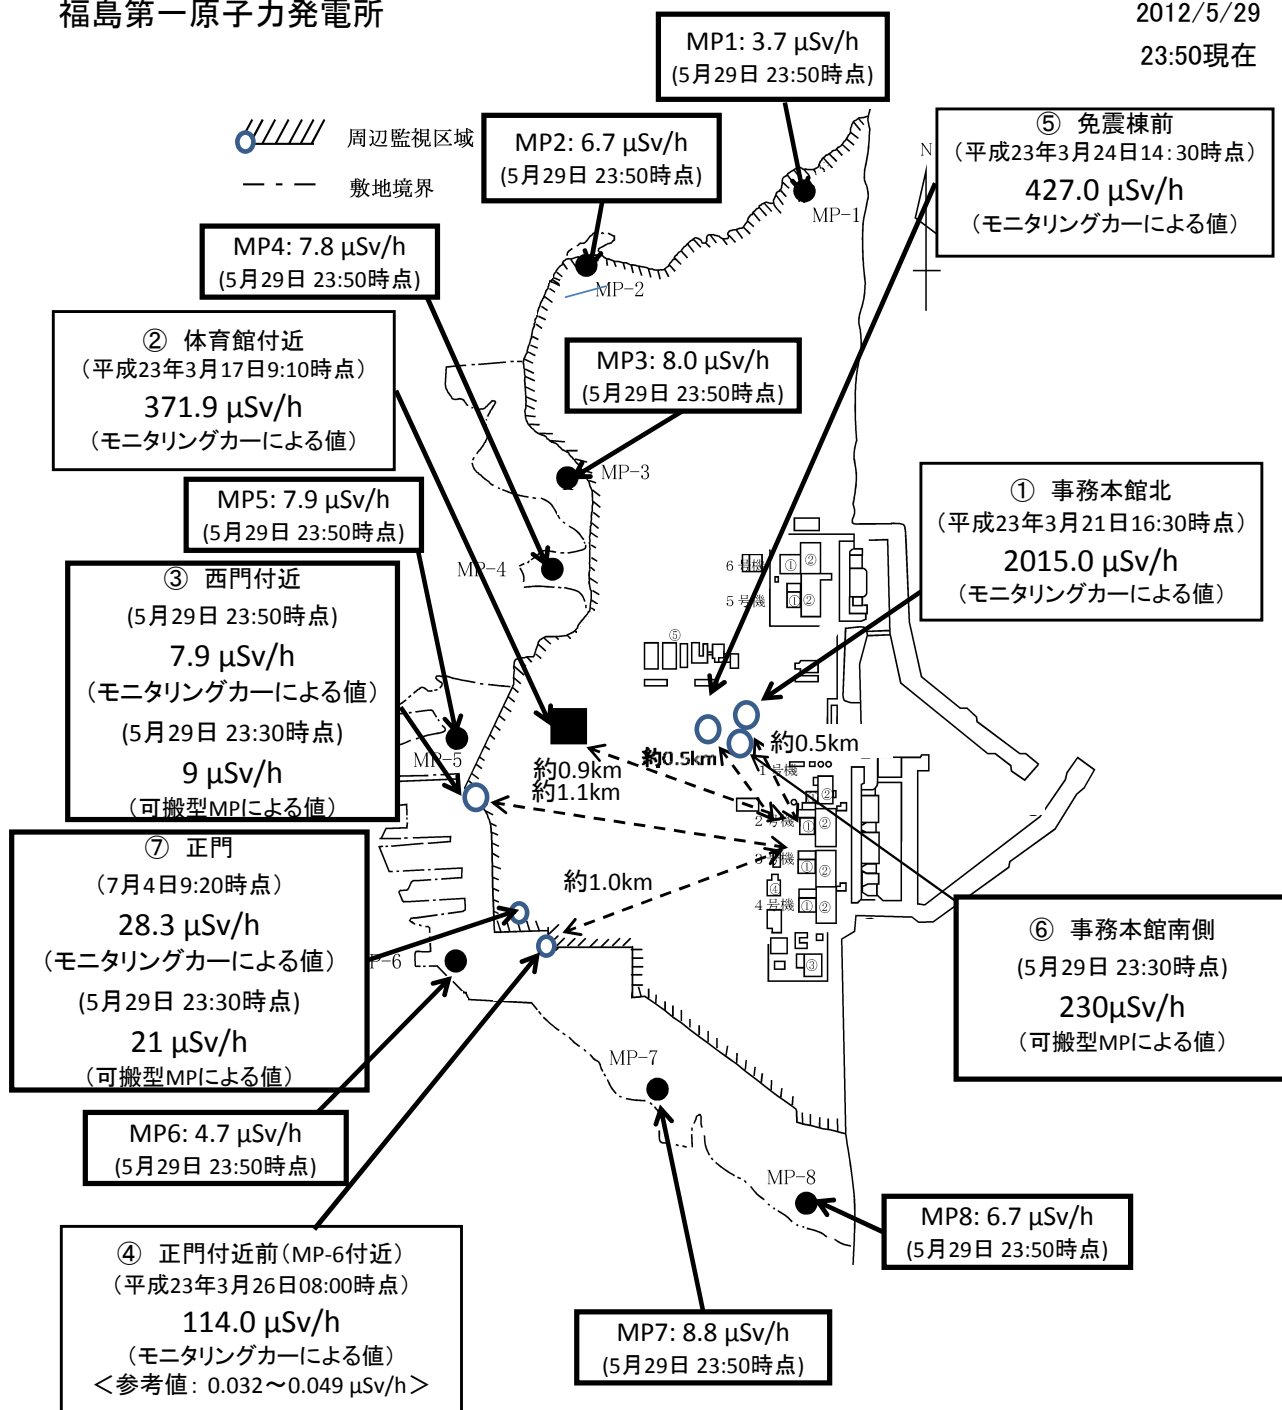 福島第一原子力発電所
2012/5/29
23:50現在
MP1: 3.7 μSv/h
(5月29日 23:50時点)
周辺監視区域
敷地境界
MP2: 6.7 μSv/h
(5月29日 23:50時点)
⑤ 免震棟前
(平成23年3月24日14:30時点)
427.0 μSv/h
(モニタリングカーによる値)
N
MP-1
MP4: 7.8 μSv/h
(5月29日 23:50時点)
MP-2
② 体育館付近
(平成23年3月17日9:10時点)
371.9 μSv/h
(モニタリングカーによる値)
MP3: 8.0 μSv/h
(5月29日 23:50時点)
MP-3
MP5: 7.9 μSv/h
(5月29日 23:50時点)
① 事務本館北
(平成23年3月21日16:30時点)
2015.0 μSv/h
(モニタリングカーによる値)
MP-4
③ 西門付近
(5月29日 23:50時点)
7.9 μSv/h
(モニタリングカーによる値)
(5月29日 23:30時点)
9 μSv/h
(可搬型MPによる値)
6号機
① ②
5号機
① ②
⑤
MP-5
約0.9km
約1.1km
約0.5km
約0.5km
1号機
②
2号機
① ②
3号機
① ②
④
4号機
① ②
③
約1.0km
⑦ 正門
(7月4日9:20時点)
28.3 μSv/h
(モニタリングカーによる値)
(5月29日 23:30時点)
21 μSv/h
(可搬型MPによる値)
P-6
⑥ 事務本館南側
(5月29日 23:30時点)
230μSv/h
(可搬型MPによる値)
MP-7
MP6: 4.7 μSv/h
(5月29日 23:50時点)
MP-8
MP8: 6.7 μSv/h
(5月29日 23:50時点)
④ 正門付近前(MP-6付近)
(平成23年3月26日08:00時点)
114.0 μSv/h
(モニタリングカーによる値)
<参考値: 0.032~0.049 μSv/h>
MP7: 8.8 μSv/h
(5月29日 23:50時点)